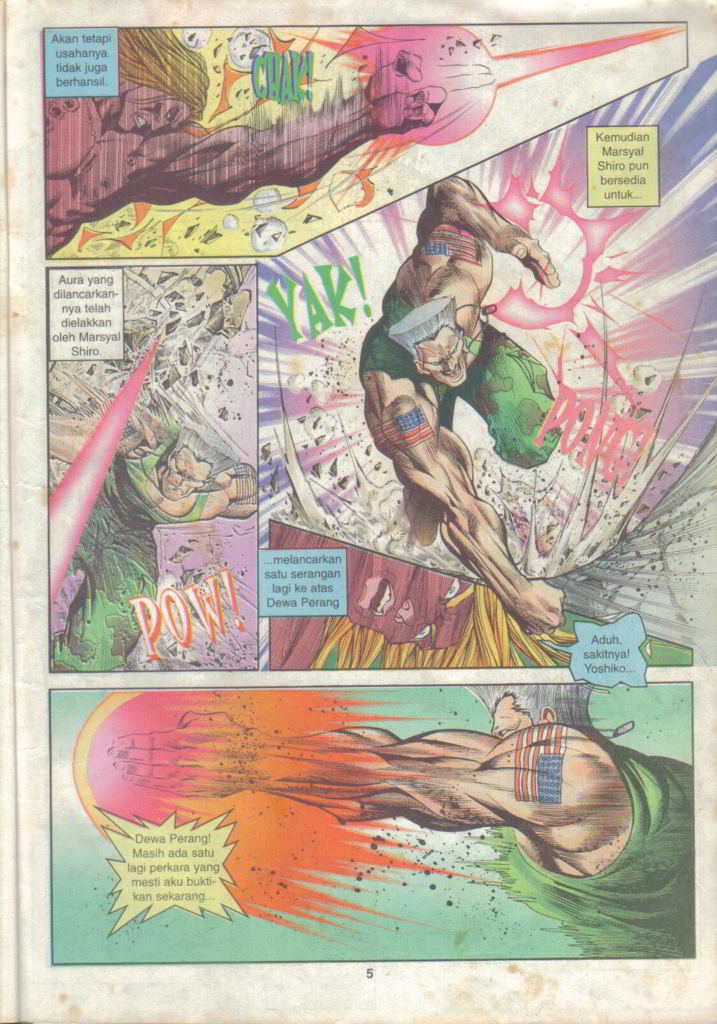 Akan tetapi
usahanya
tidak juga
berhansil.
CHAK!
Kemudian
Marsyal
Shiro pun
bersedia
untuk...
Aura yang
dilancarkan-
nya telah
dielakkan
oleh Marsyal
Shiro.
YAK!
PONG!
POW!
...melancarkan
satu serangan
lagi ke atas
Dewa Perang
Aduh,
sakitnya!
Yoshiko...
Dewa Perang!
Masih ada satu
lagi perkara yang
mesti aku bukti-
kan sekarang...
5